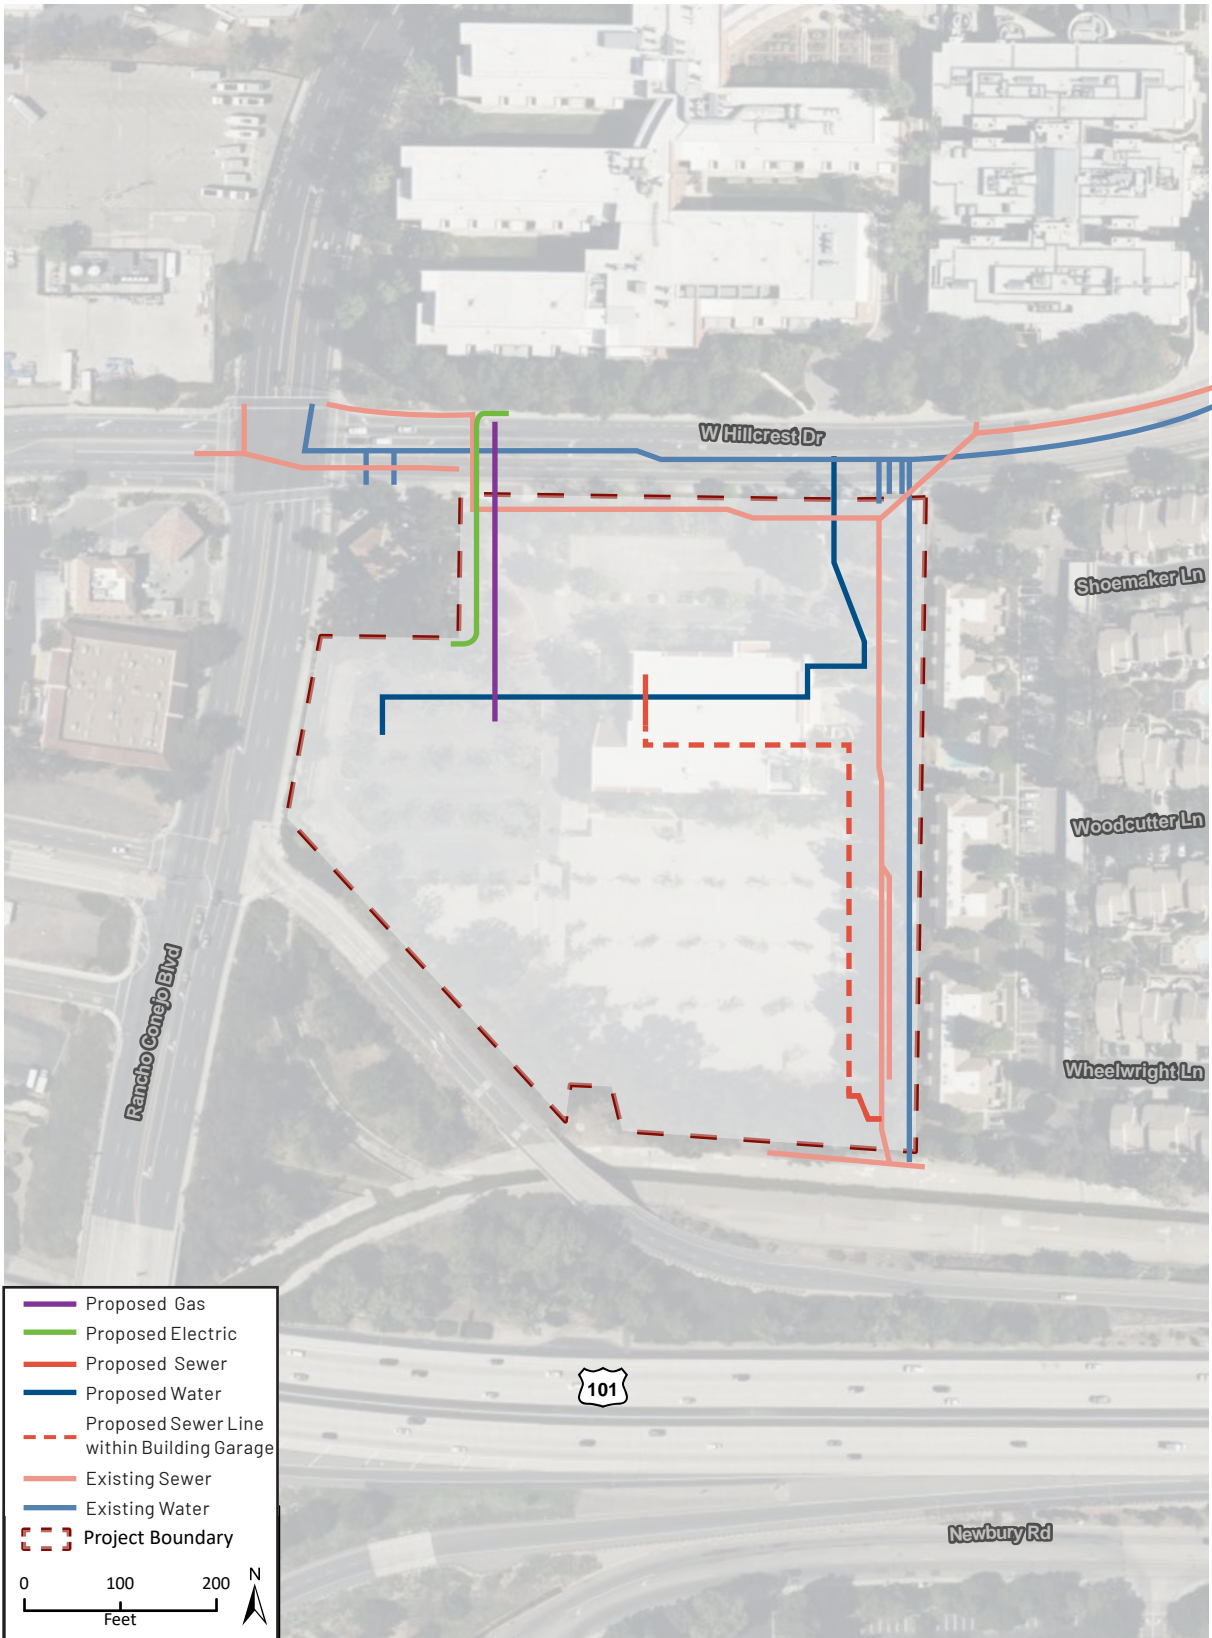 W Hillcrest Dr
Shoemaker Ln
Woodcutter Ln
Rancho Conejo Blvd
Wheelwright Ln
101
Newbury Rd
Proposed Gas
Proposed Electric
Proposed Sewer
Proposed Water
Proposed Sewer Line
within Building Garage
Existing Sewer
Existing Water
Project Boundary
0 100 200
Feet
N